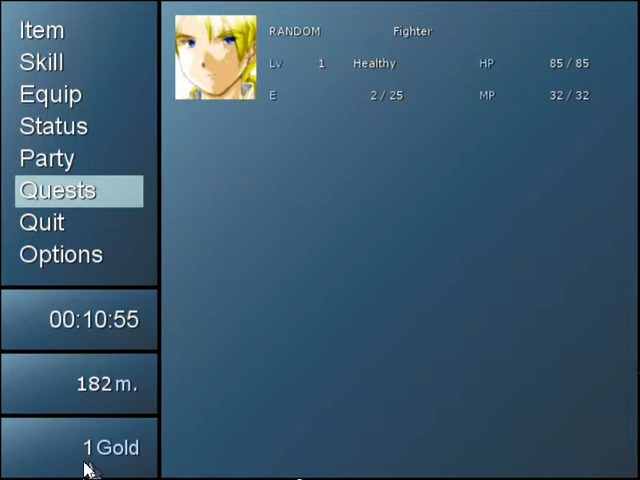 Item
Skill
Equip
Status
Party
Quests
Quit
Options
00:10:55
182 m.
1 Gold
RANDOM Fighter
Lv 1 Healthy HP 85 / 85
E 2 / 25 MP 32 / 32